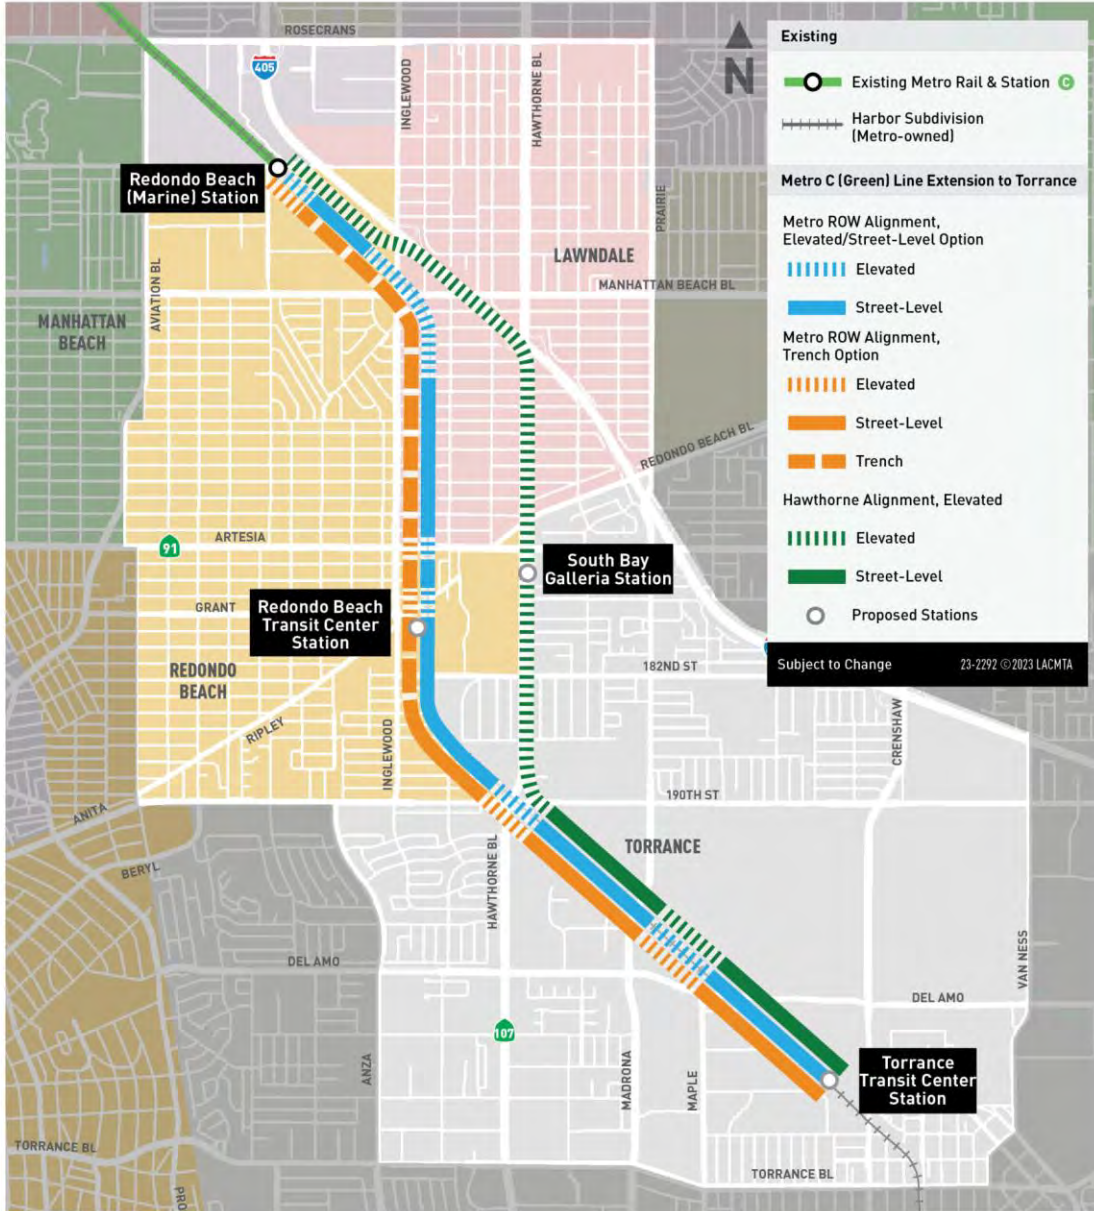 ROSECRANS
405
INGLEWOOD
HAWTHORNE BL
PRAIRIE
Redondo Beach
(Marine) Station
LAWNDALE
MANHATTAN BEACH BL
AVIATION BL
MANHATTAN
BEACH
REDONDO BEACH BL
ARTESIA
91
South Bay
Galleria Station
GRANT
Redondo Beach
Transit Center
Station
182ND ST
REDONDO
BEACH
RIPLEY
INGLEWOOD
CRENSHAW
190TH ST
ANITA
TORRANCE
BERYL
HAWTHORNE BL
DEL AMO
VAN NESS
DEL AMO
107
ANZA
MADRONA
MAPLE
Torrance
Transit Center
Station
TORRANCE BL
TORRANCE BL
PRO
N
Existing
Existing Metro Rail & Station C
Harbor Subdivision
(Metro-owned)
Metro C (Green) Line Extension to Torrance
Metro ROW Alignment,
Elevated/Street-Level Option
Elevated
Street-Level
Metro ROW Alignment,
Trench Option
Elevated
Street-Level
Trench
Hawthorne Alignment, Elevated
Elevated
Street-Level
Proposed Stations
Subject to Change 23-2292 ©2023 LACMTA